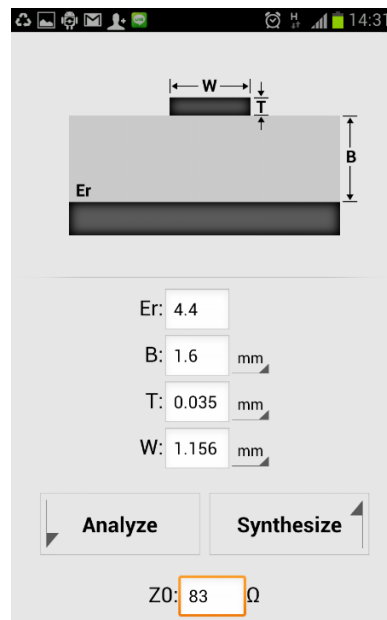 H 14:31
W
T
B
Er
Er: 4.4
B: 1.6 mm
T: 0.035 mm
W: 1.156 mm
Analyze Synthesize
Z0: 83 Ω